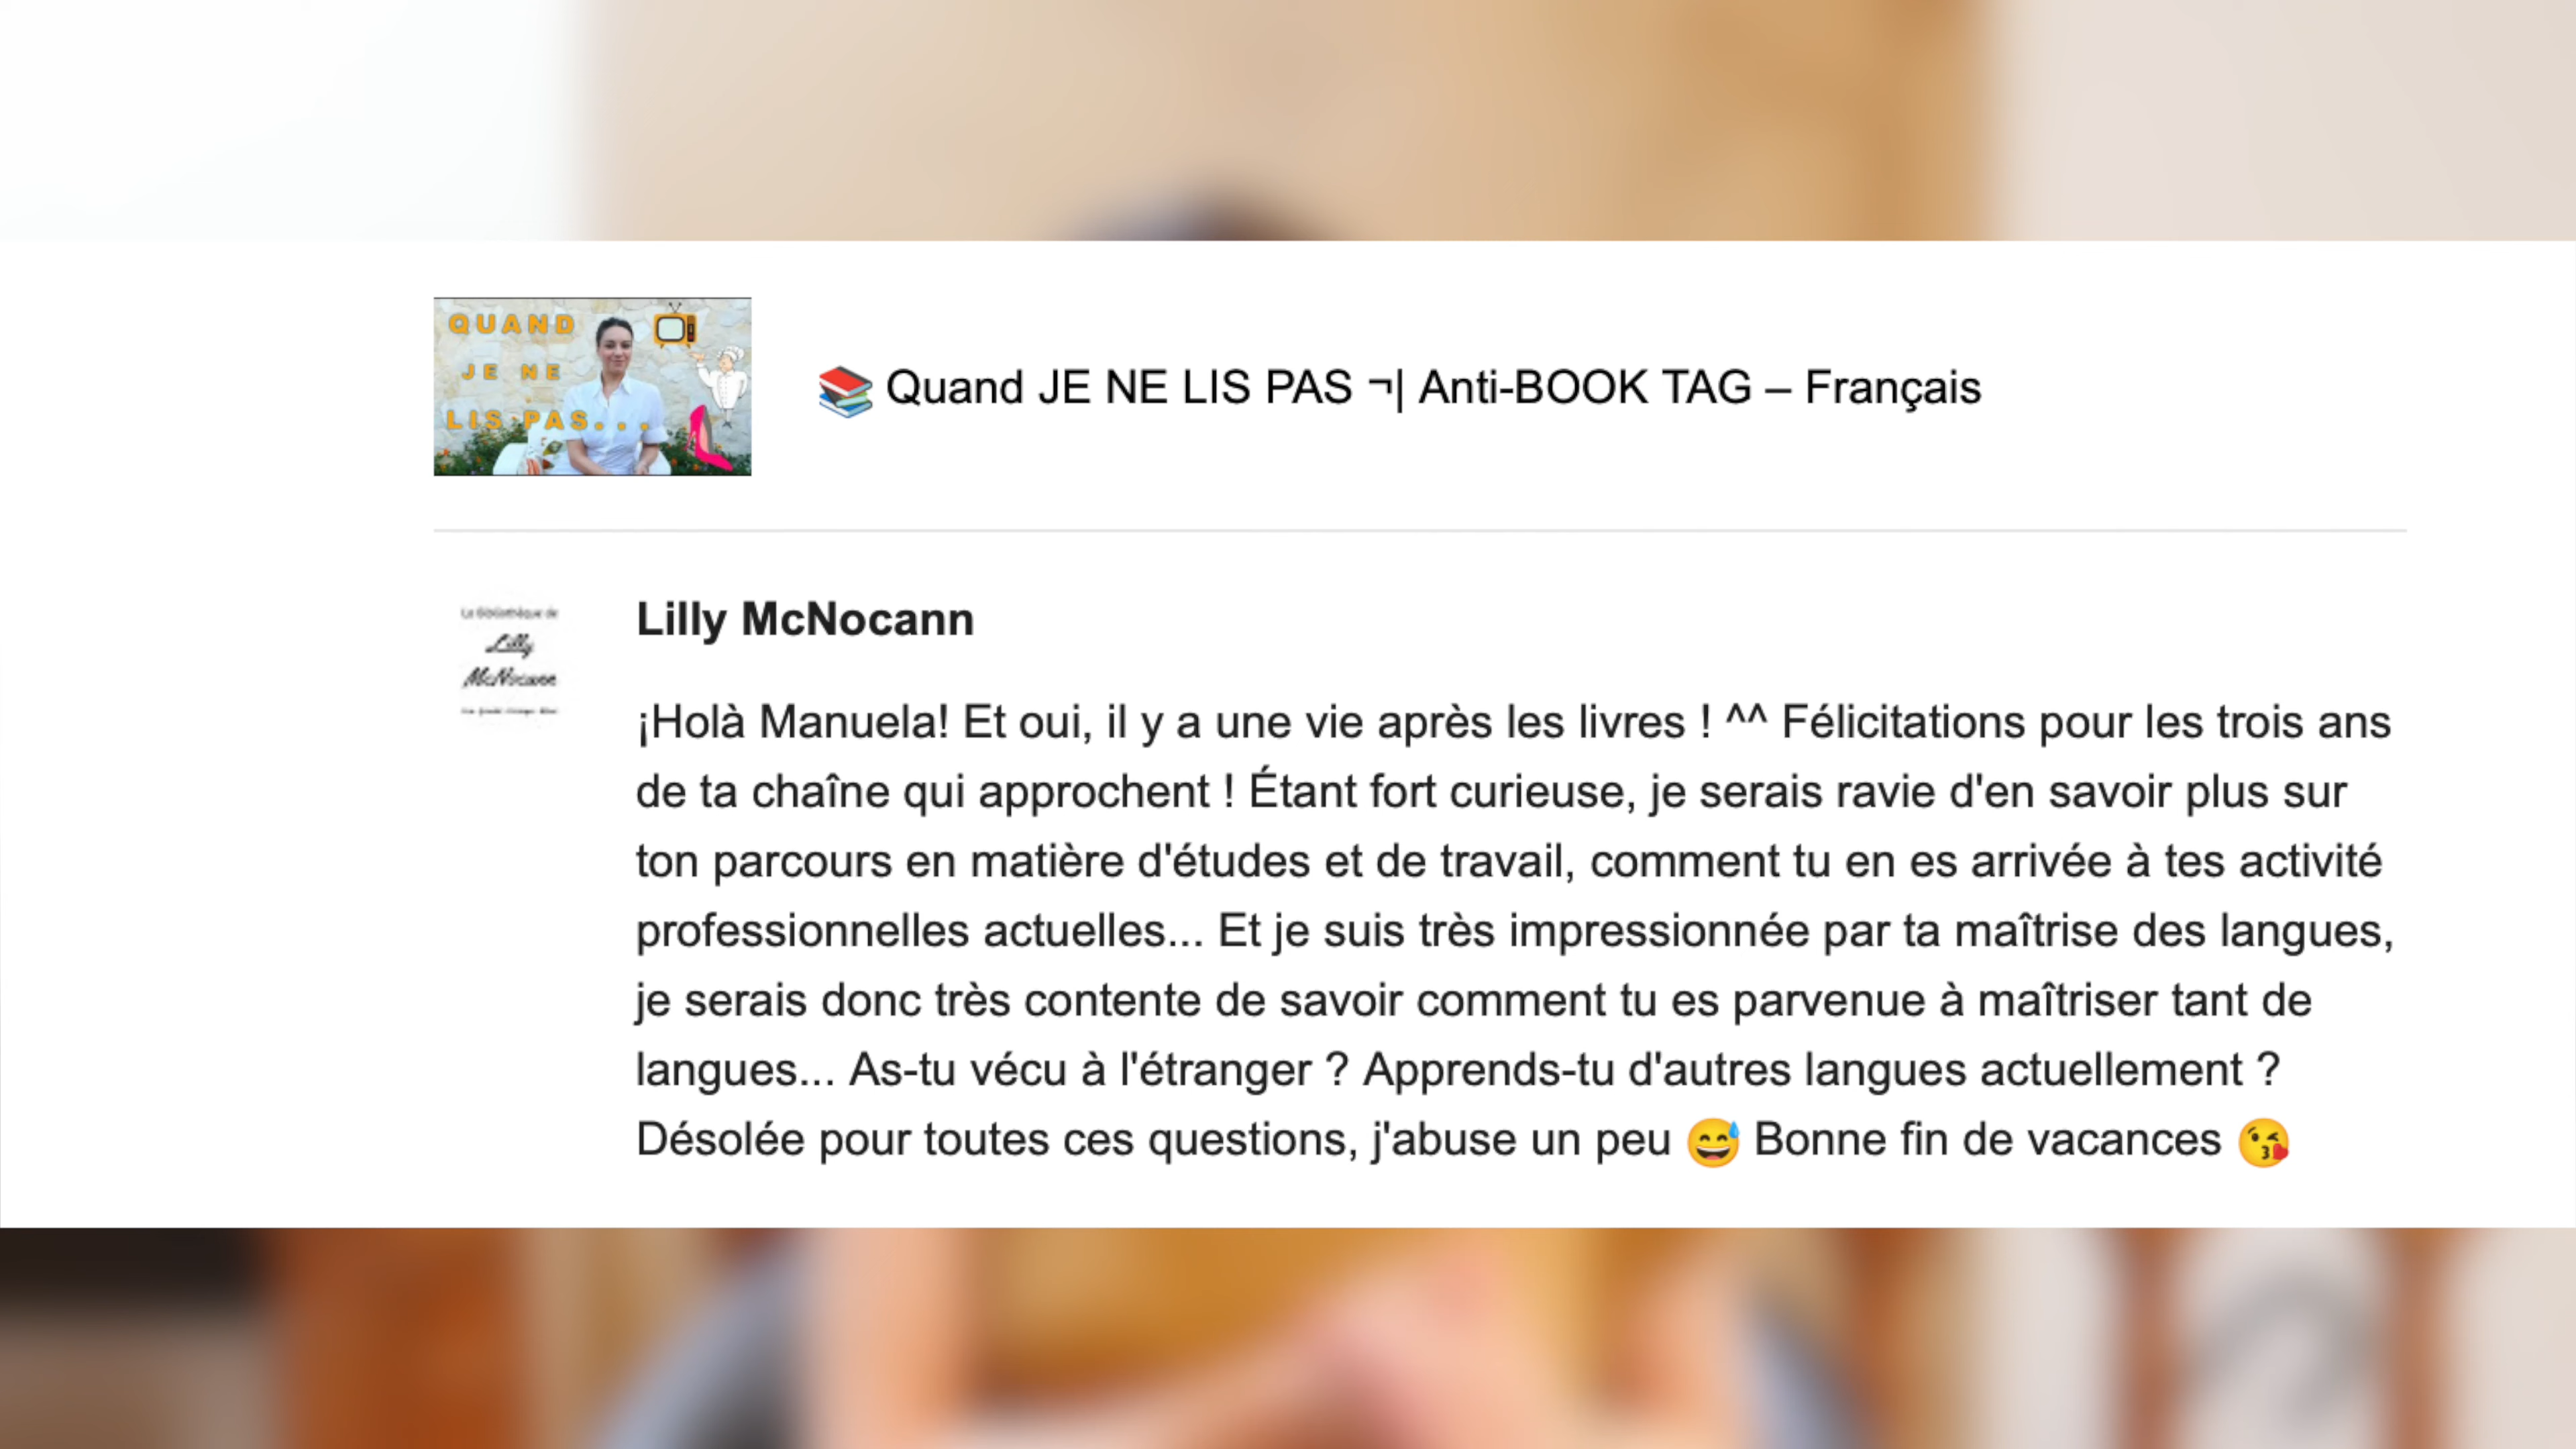 QUAND
JE NE
LIS PAS...
📚 Quand JE NE LIS PAS ¬| Anti-BOOK TAG – Français
La Bibliothèque de
Lilly
McNocann
Lilly McNocann
¡Holà Manuela! Et oui, il y a une vie après les livres ! ^^ Félicitations pour les trois ans
de ta chaîne qui approchent ! Étant fort curieuse, je serais ravie d'en savoir plus sur
ton parcours en matière d'études et de travail, comment tu en es arrivée à tes activité
professionnelles actuelles... Et je suis très impressionnée par ta maîtrise des langues,
je serais donc très contente de savoir comment tu es parvenue à maîtriser tant de
langues... As-tu vécu à l'étranger ? Apprends-tu d'autres langues actuellement ?
Désolée pour toutes ces questions, j'abuse un peu 😅 Bonne fin de vacances 😘